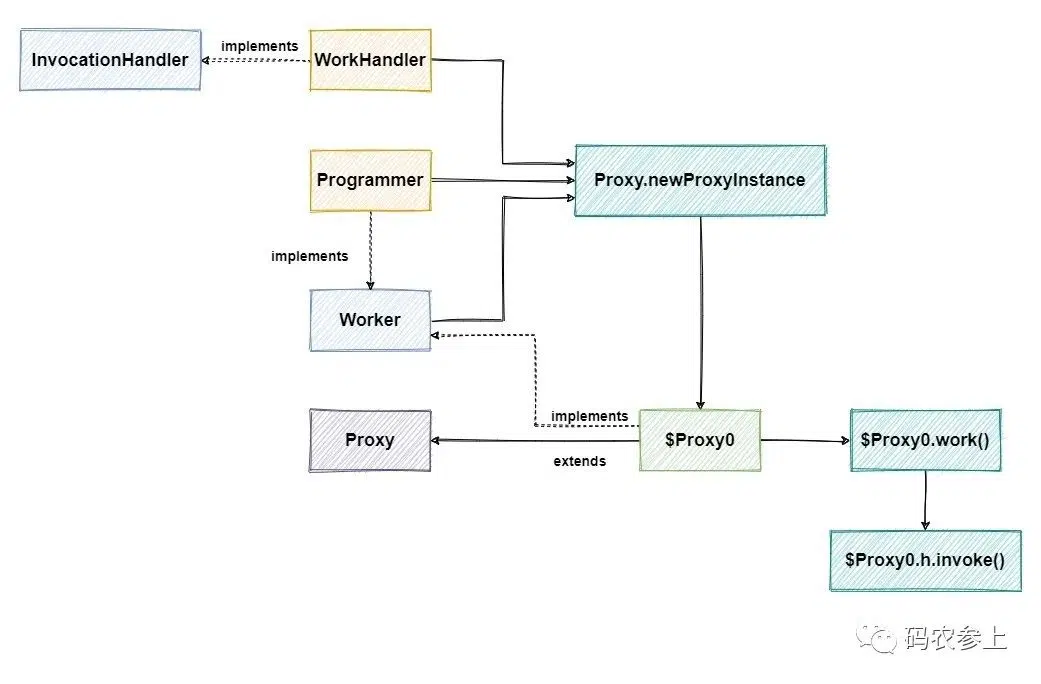 InvocationHandler
implements
WorkHandler
Programmer
Proxy.newProxyInstance
implements
Worker
implements
Proxy
extends
$Proxy0
$Proxy0.work()
$Proxy0.h.invoke()
码农参上